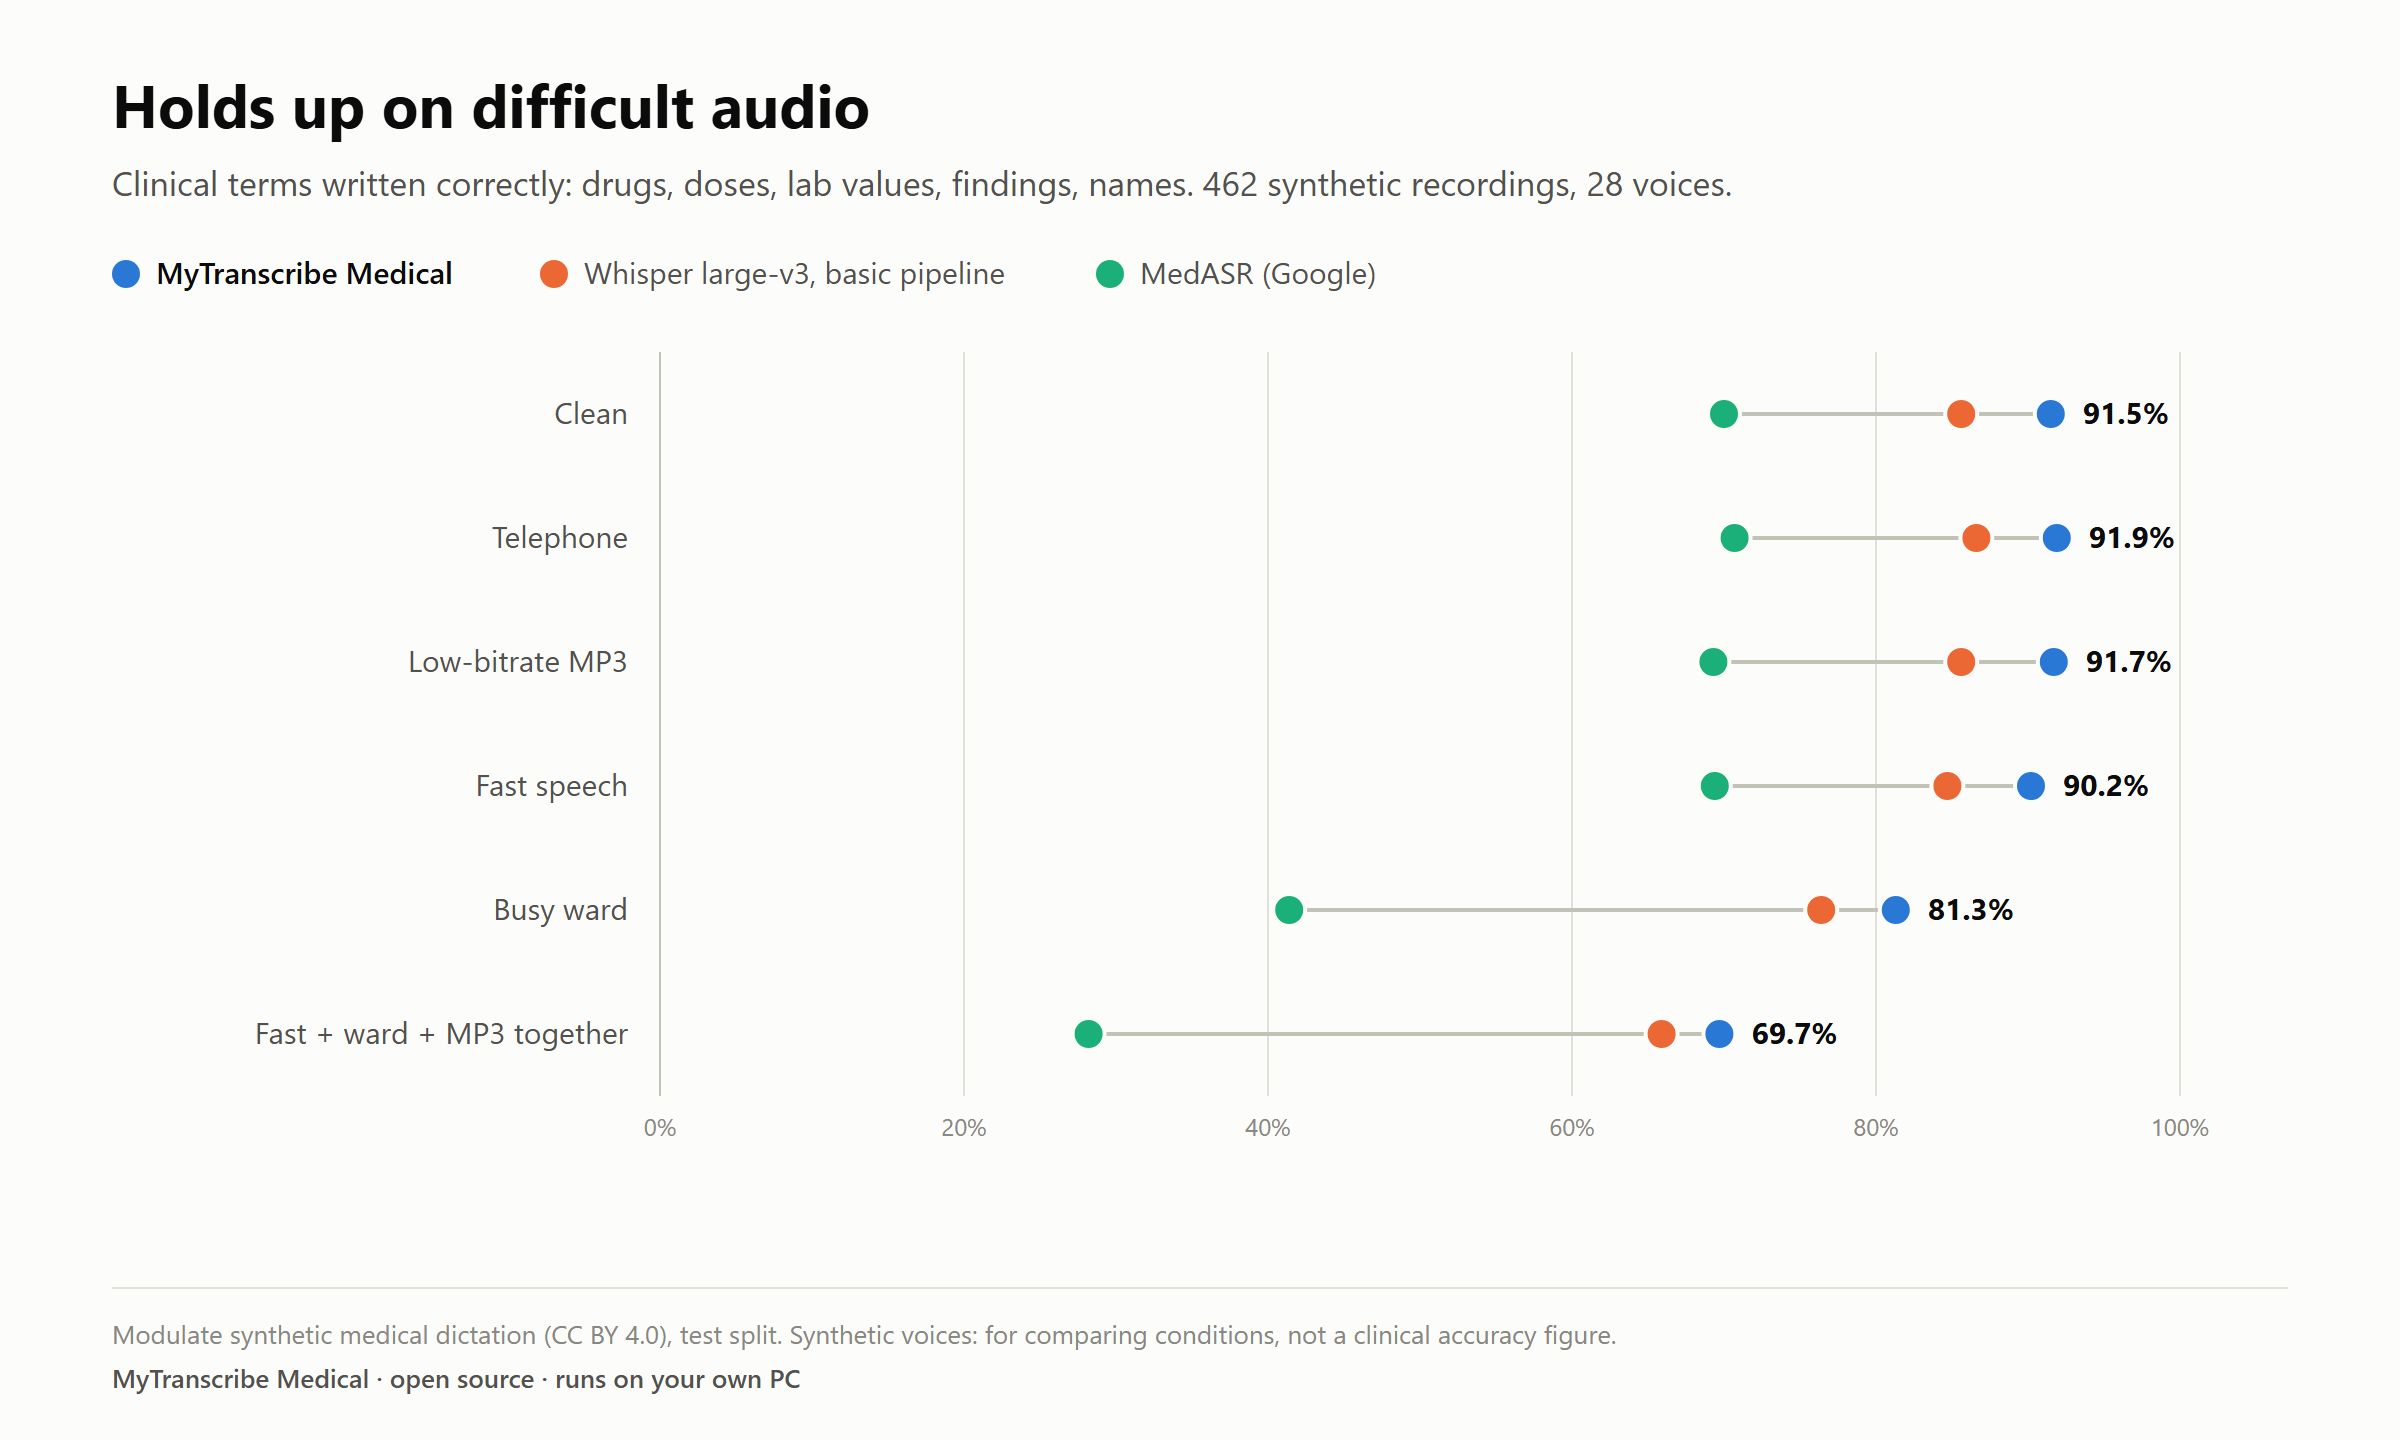 Holds up on difficult audio
Clinical terms written correctly: drugs, doses, lab values, findings, names. 462 synthetic recordings, 28 voices.
MyTranscribe Medical
Whisper large-v3, basic pipeline
MedASR (Google)
Clean
91.5%
Telephone
91.9%
Low-bitrate MP3
91.7%
Fast speech
90.2%
Busy ward
81.3%
Fast + ward + MP3 together
69.7%
0%
20%
40%
60%
80%
100%
Modulate synthetic medical dictation (CC BY 4.0), test split. Synthetic voices: for comparing conditions, not a clinical accuracy figure.
MyTranscribe Medical · open source · runs on your own PC